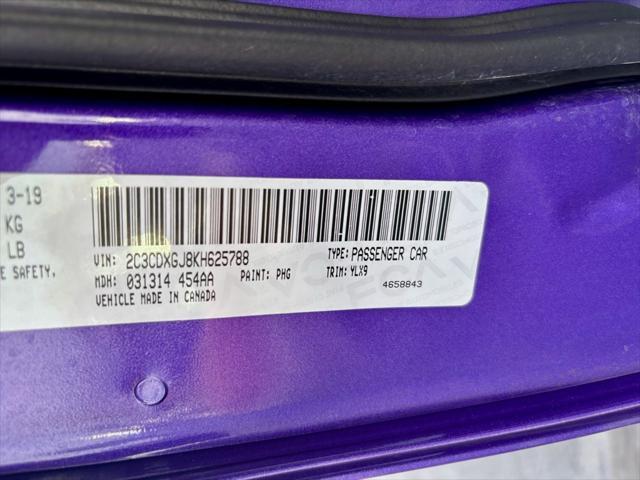 3-19
KG
LB
E SAFETY,
VIN: 2C3CDXGJ8KH625788
TYPE: PASSENGER CAR
MDH: 031314 454AA
PAINT: PHG
TRIM: YLX9
VEHICLE MADE IN CANADA
4658843